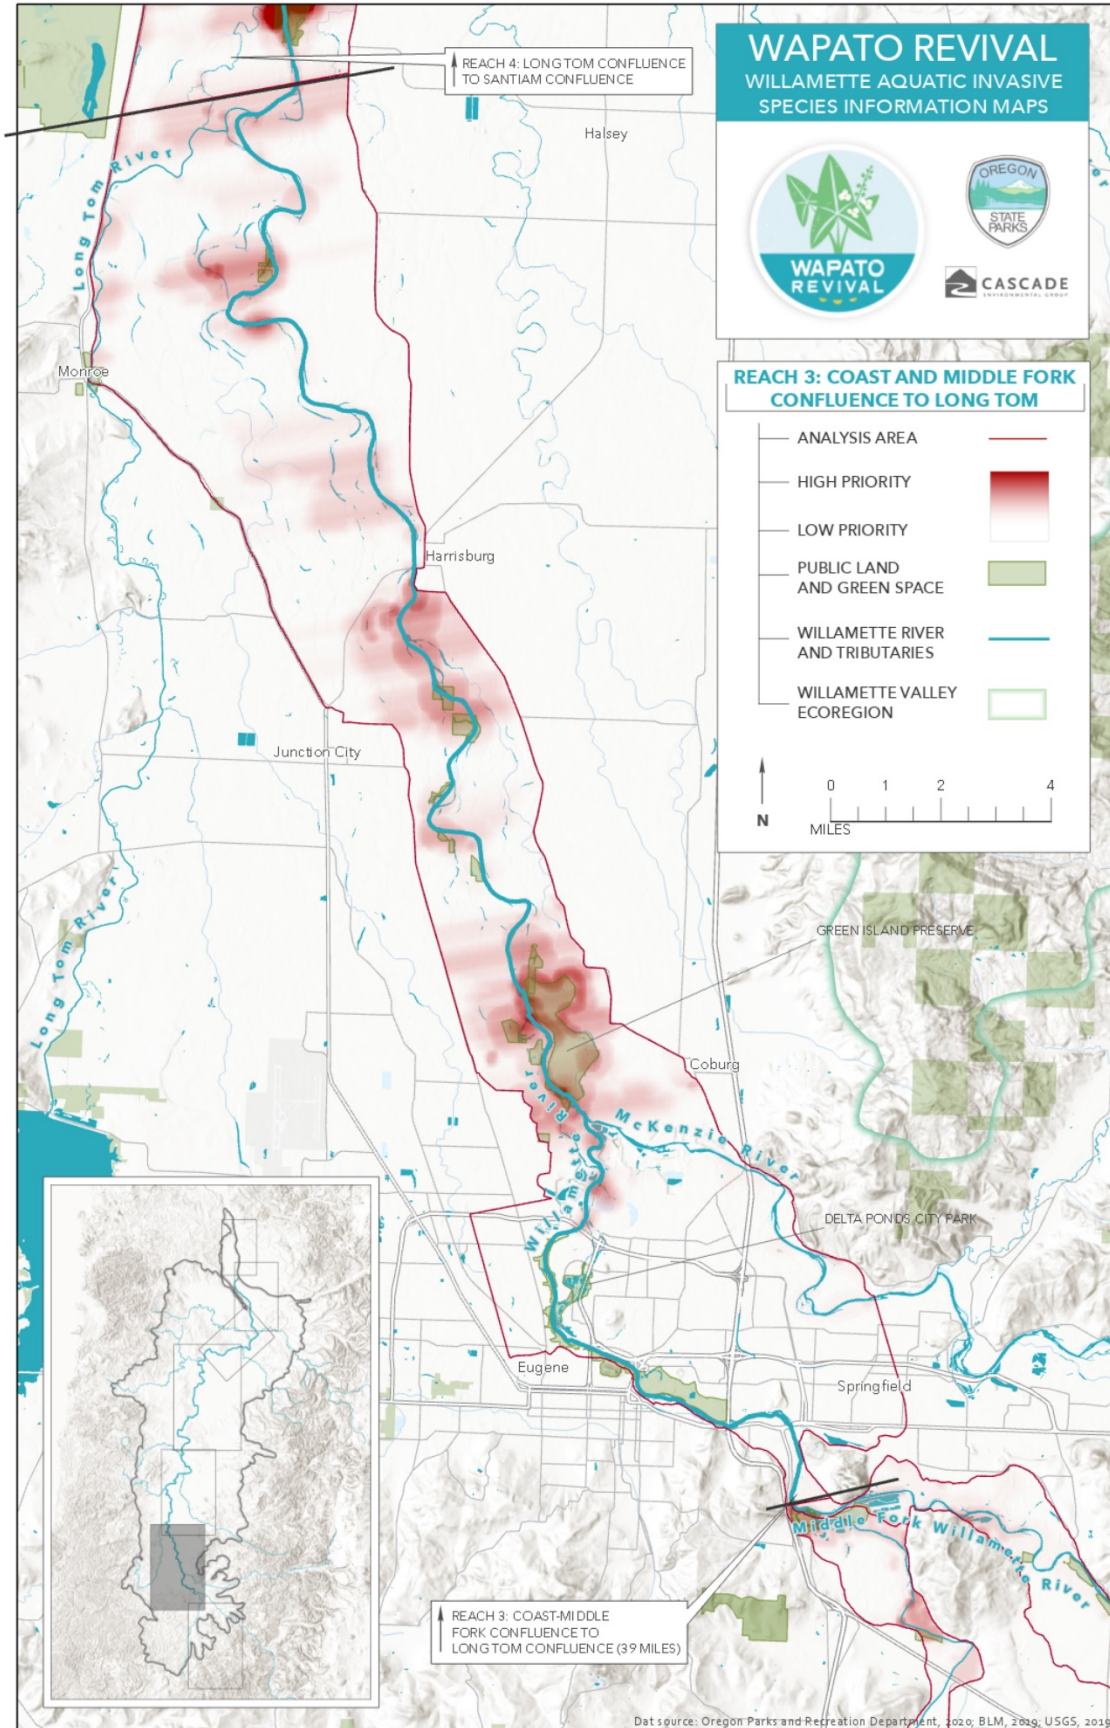 REACH 4: LONG TOM CONFLUENCE
TO SANTIAM CONFLUENCE
WAPATO REVIVAL
WILLAMETTE AQUATIC INVASIVE
SPECIES INFORMATION MAPS
WAPATO
REVIVAL
OREGON
STATE
PARKS
CASCADE
ENVIRONMENTAL GROUP
Halsey
Long Tom River
Monroe
REACH 3: COAST AND MIDDLE FORK
CONFLUENCE TO LONG TOM
ANALYSIS AREA
HIGH PRIORITY
LOW PRIORITY
PUBLIC LAND
AND GREEN SPACE
WILLAMETTE RIVER
AND TRIBUTARIES
WILLAMETTE VALLEY
ECOREGION
N
0 1 2 4
MILES
Harrisburg
Junction City
Long Tom River
GREEN ISLAND PRESERVE
Coburg
McKenzie River
Willamette River
DELTA PONDS CITY PARK
Eugene
Springfield
Middle Fork Willamette River
REACH 3: COAST-MIDDLE
FORK CONFLUENCE TO
LONG TOM CONFLUENCE (39 MILES)
Dat source: Oregon Parks and Recreation Department, 2020; BLM, 2019; USGS,